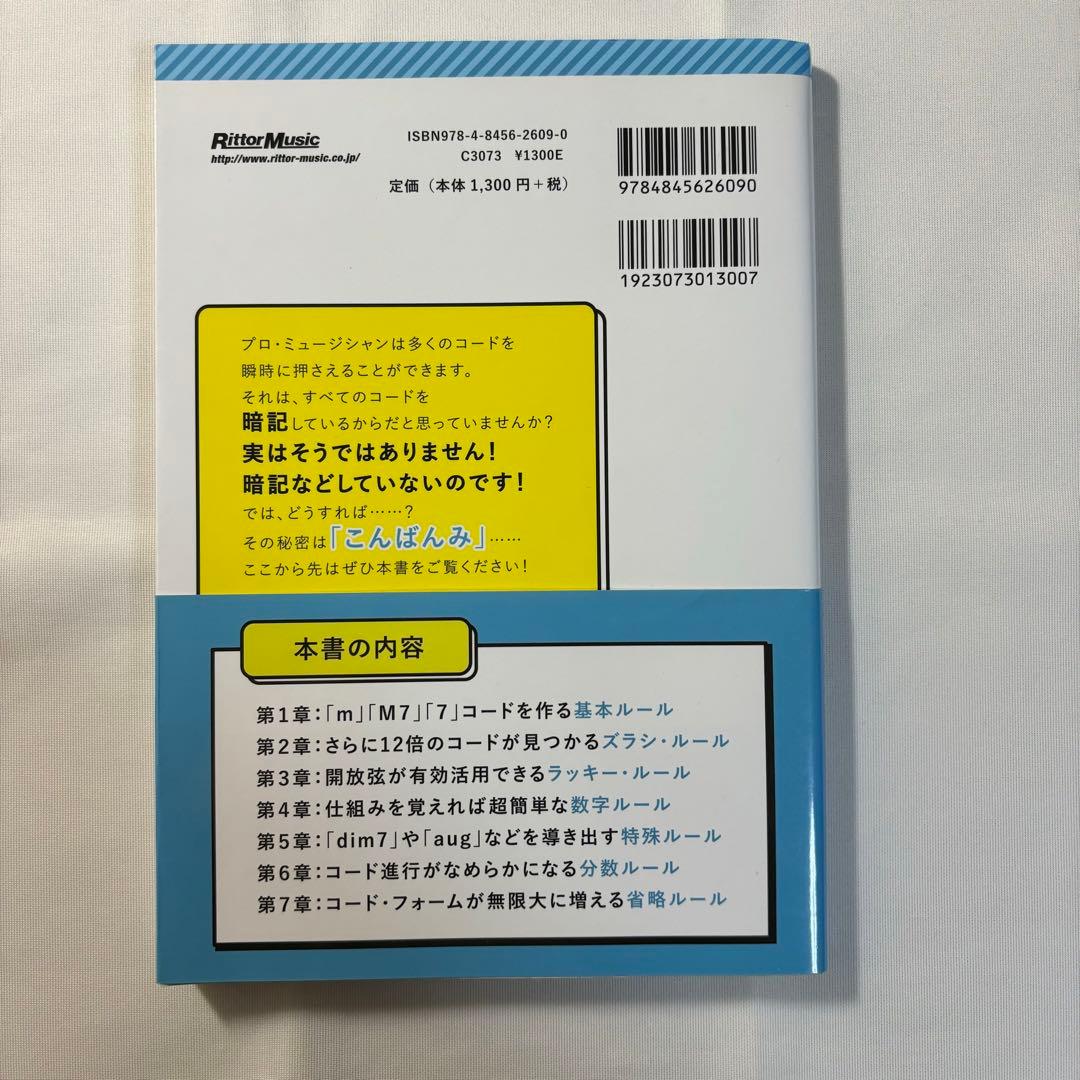 RittorMusic
http://www.rittor-music.co.jp/
ISBN978-4-8456-2609-0
C3073 ¥1300E
定価（本体1,300円＋税）
9784845626090
1923073013007
プロ・ミュージシャンは多くのコードを
瞬時に押さえることができます。
それは、すべてのコードを
暗記しているからだと思っていませんか？
実はそうではありません！
暗記などしていないのです！
では、どうすれば……？
その秘密は「こんばんみ」……
ここから先はぜひ本書をご覧ください！
本書の内容
第1章：「m」「M7」「7」コードを作る基本ルール
第2章：さらに12倍のコードが見つかるズラシ・ルール
第3章：開放弦が有効活用できるラッキー・ルール
第4章：仕組みを覚えれば超簡単な数字ルール
第5章：「dim7」や「aug」などを導き出す特殊ルール
第6章：コード進行がなめらかになる分数ルール
第7章：コード・フォームが無限大に増える省略ルール